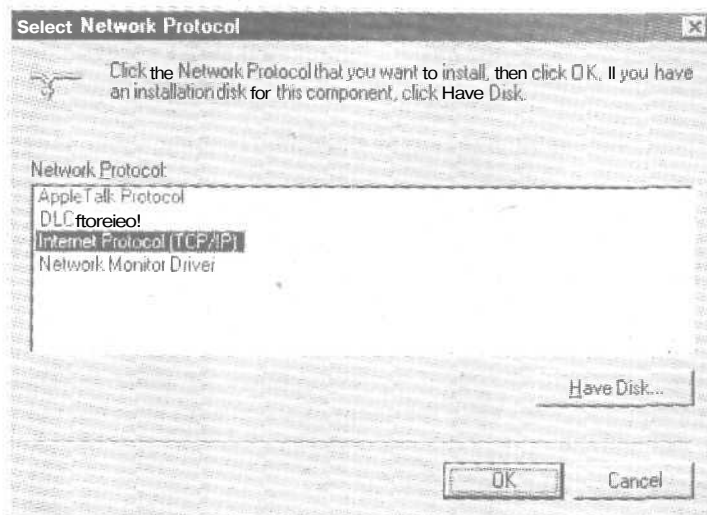 Select Network Protocol
Click the Network Protocol that you want to install, then click OK. II you have
an installation disk for this component, click Have Disk.
Network Protocol:
AppleTalk Protocol
DLC ftoreieo!
Internet Protocol (TCP/IP)
Network Monitor Driver
Have Disk...
OK
Cancel